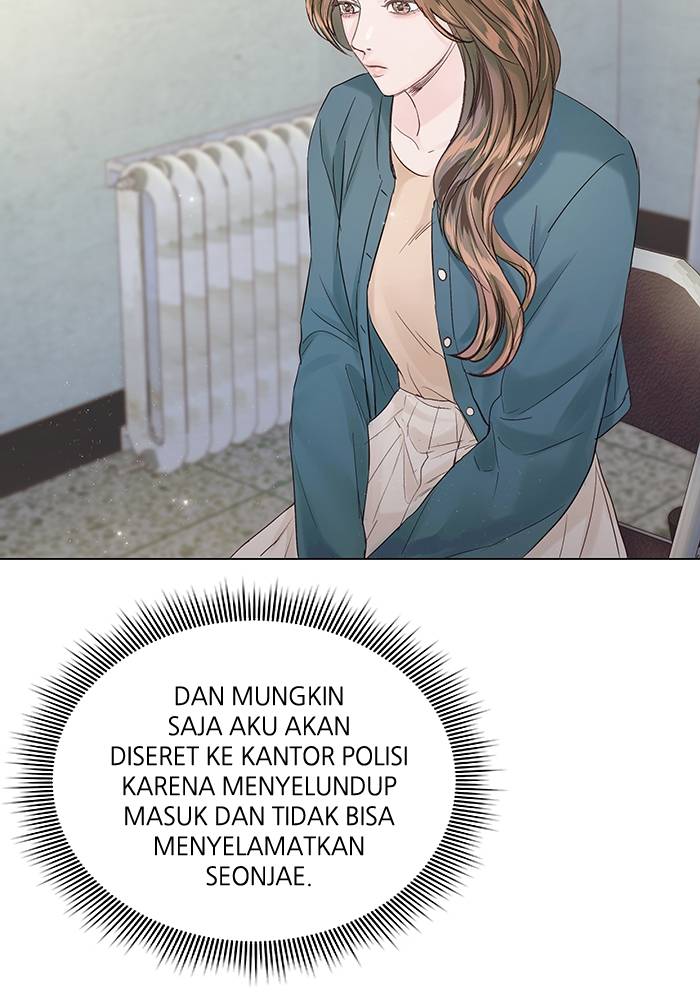 DAN MUNGKIN
SAJA AKU AKAN
DISERET KE KANTOR POLISI
KARENA MENYELUNDUP
MASUK DAN TIDAK BISA
MENYELAMATKAN
SEONJAE.